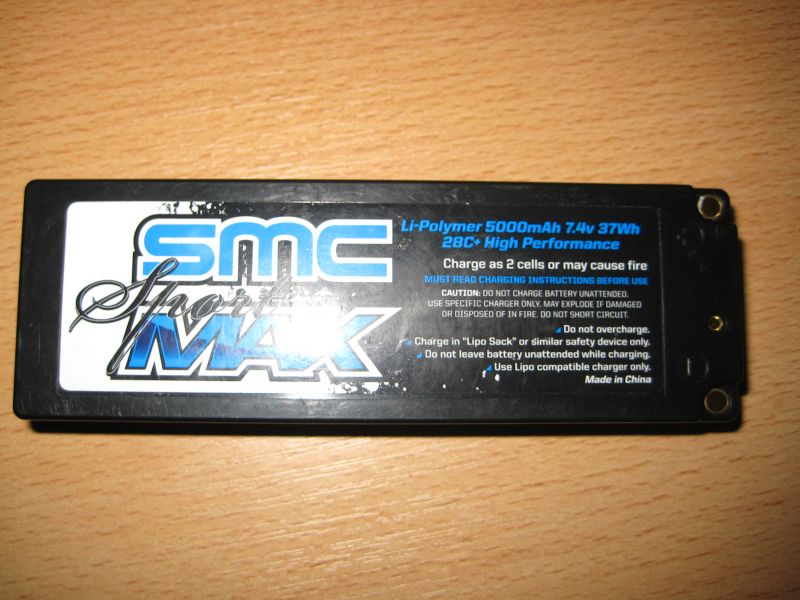 smc
Sport
MAX
Li-Polymer 5000mAh 7.4v 37Wh
28C+ High Performance
Charge as 2 cells or may cause fire
MUST READ CHARGING INSTRUCTIONS BEFORE USE
CAUTION: DO NOT CHARGE BATTERY UNATTENDED.
USE SPECIFIC CHARGER ONLY. MAY EXPLODE IF DAMAGED
OR DISPOSED OF IN FIRE. DO NOT SHORT CIRCUIT.
Do not overcharge.
Charge in "Lipo Sack" or similar safety device only.
Do not leave battery unattended while charging.
Use Lipo compatible charger only.
Made in China